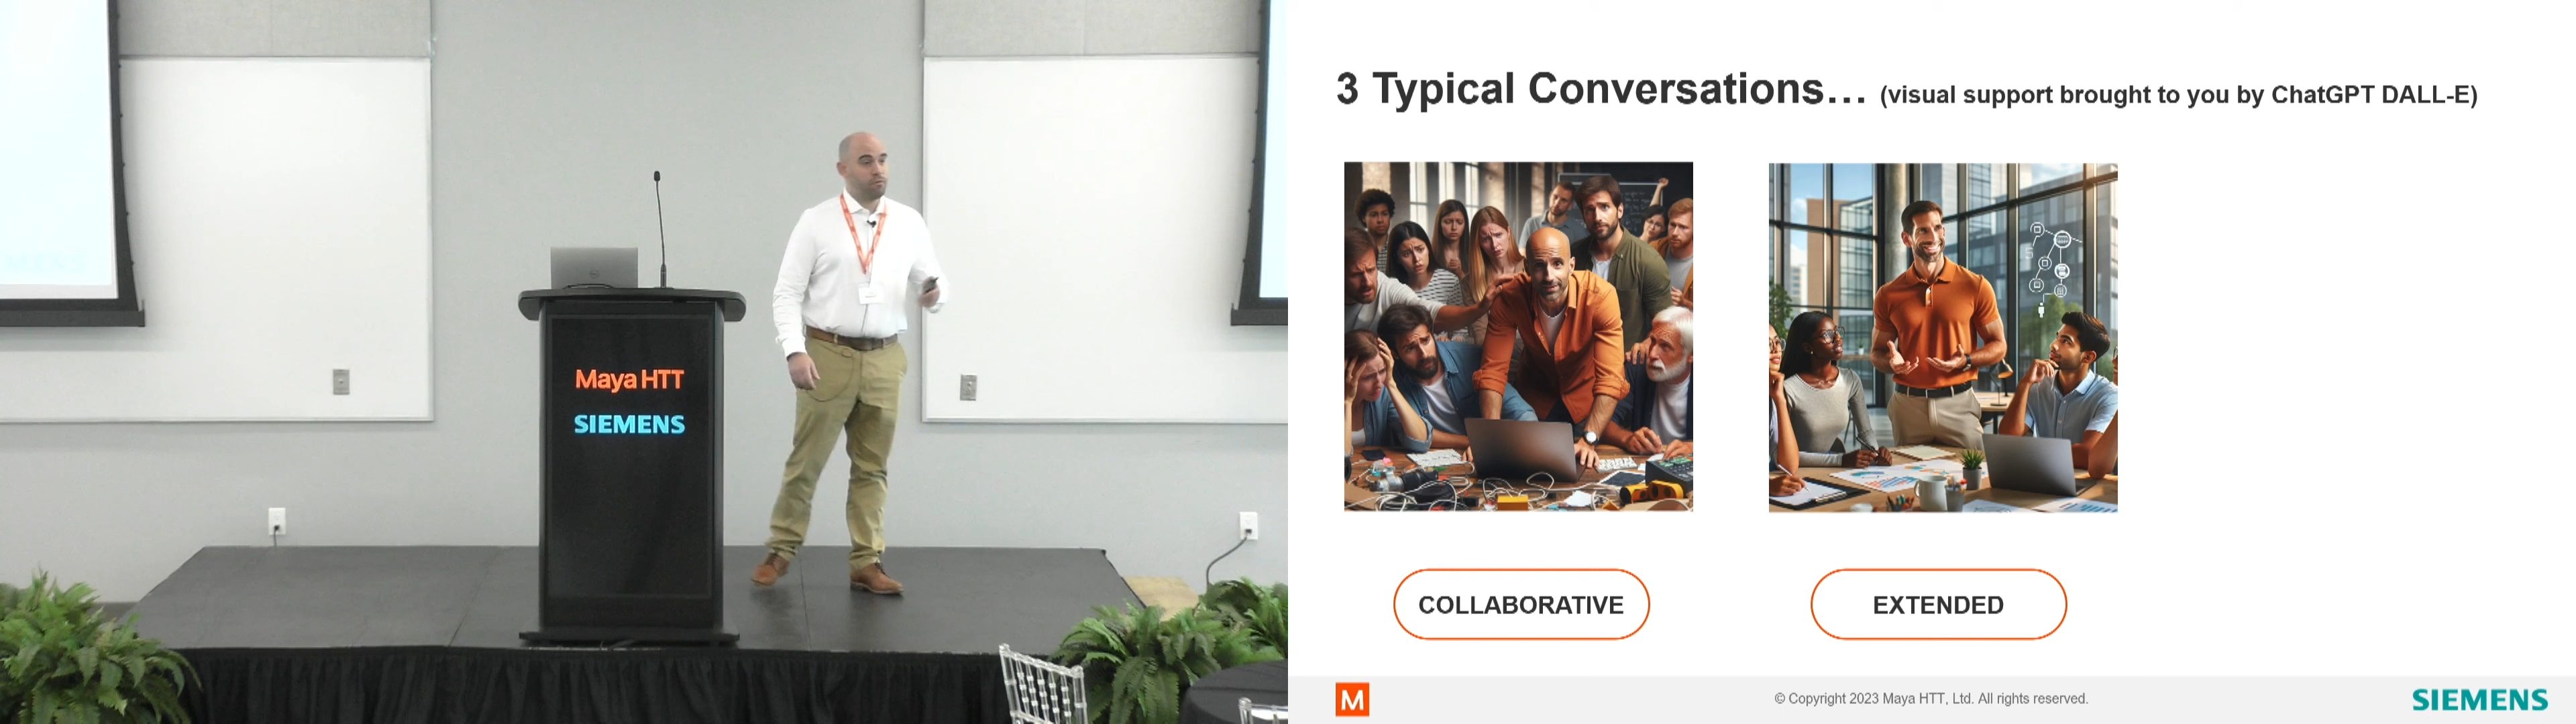 Maya HTT
SIEMENS
3 Typical Conversations... (visual support brought to you by ChatGPT DALL-E)
COLLABORATIVE
EXTENDED
M
© Copyright 2023 Maya HTT, Ltd. All rights reserved.
SIEMENS